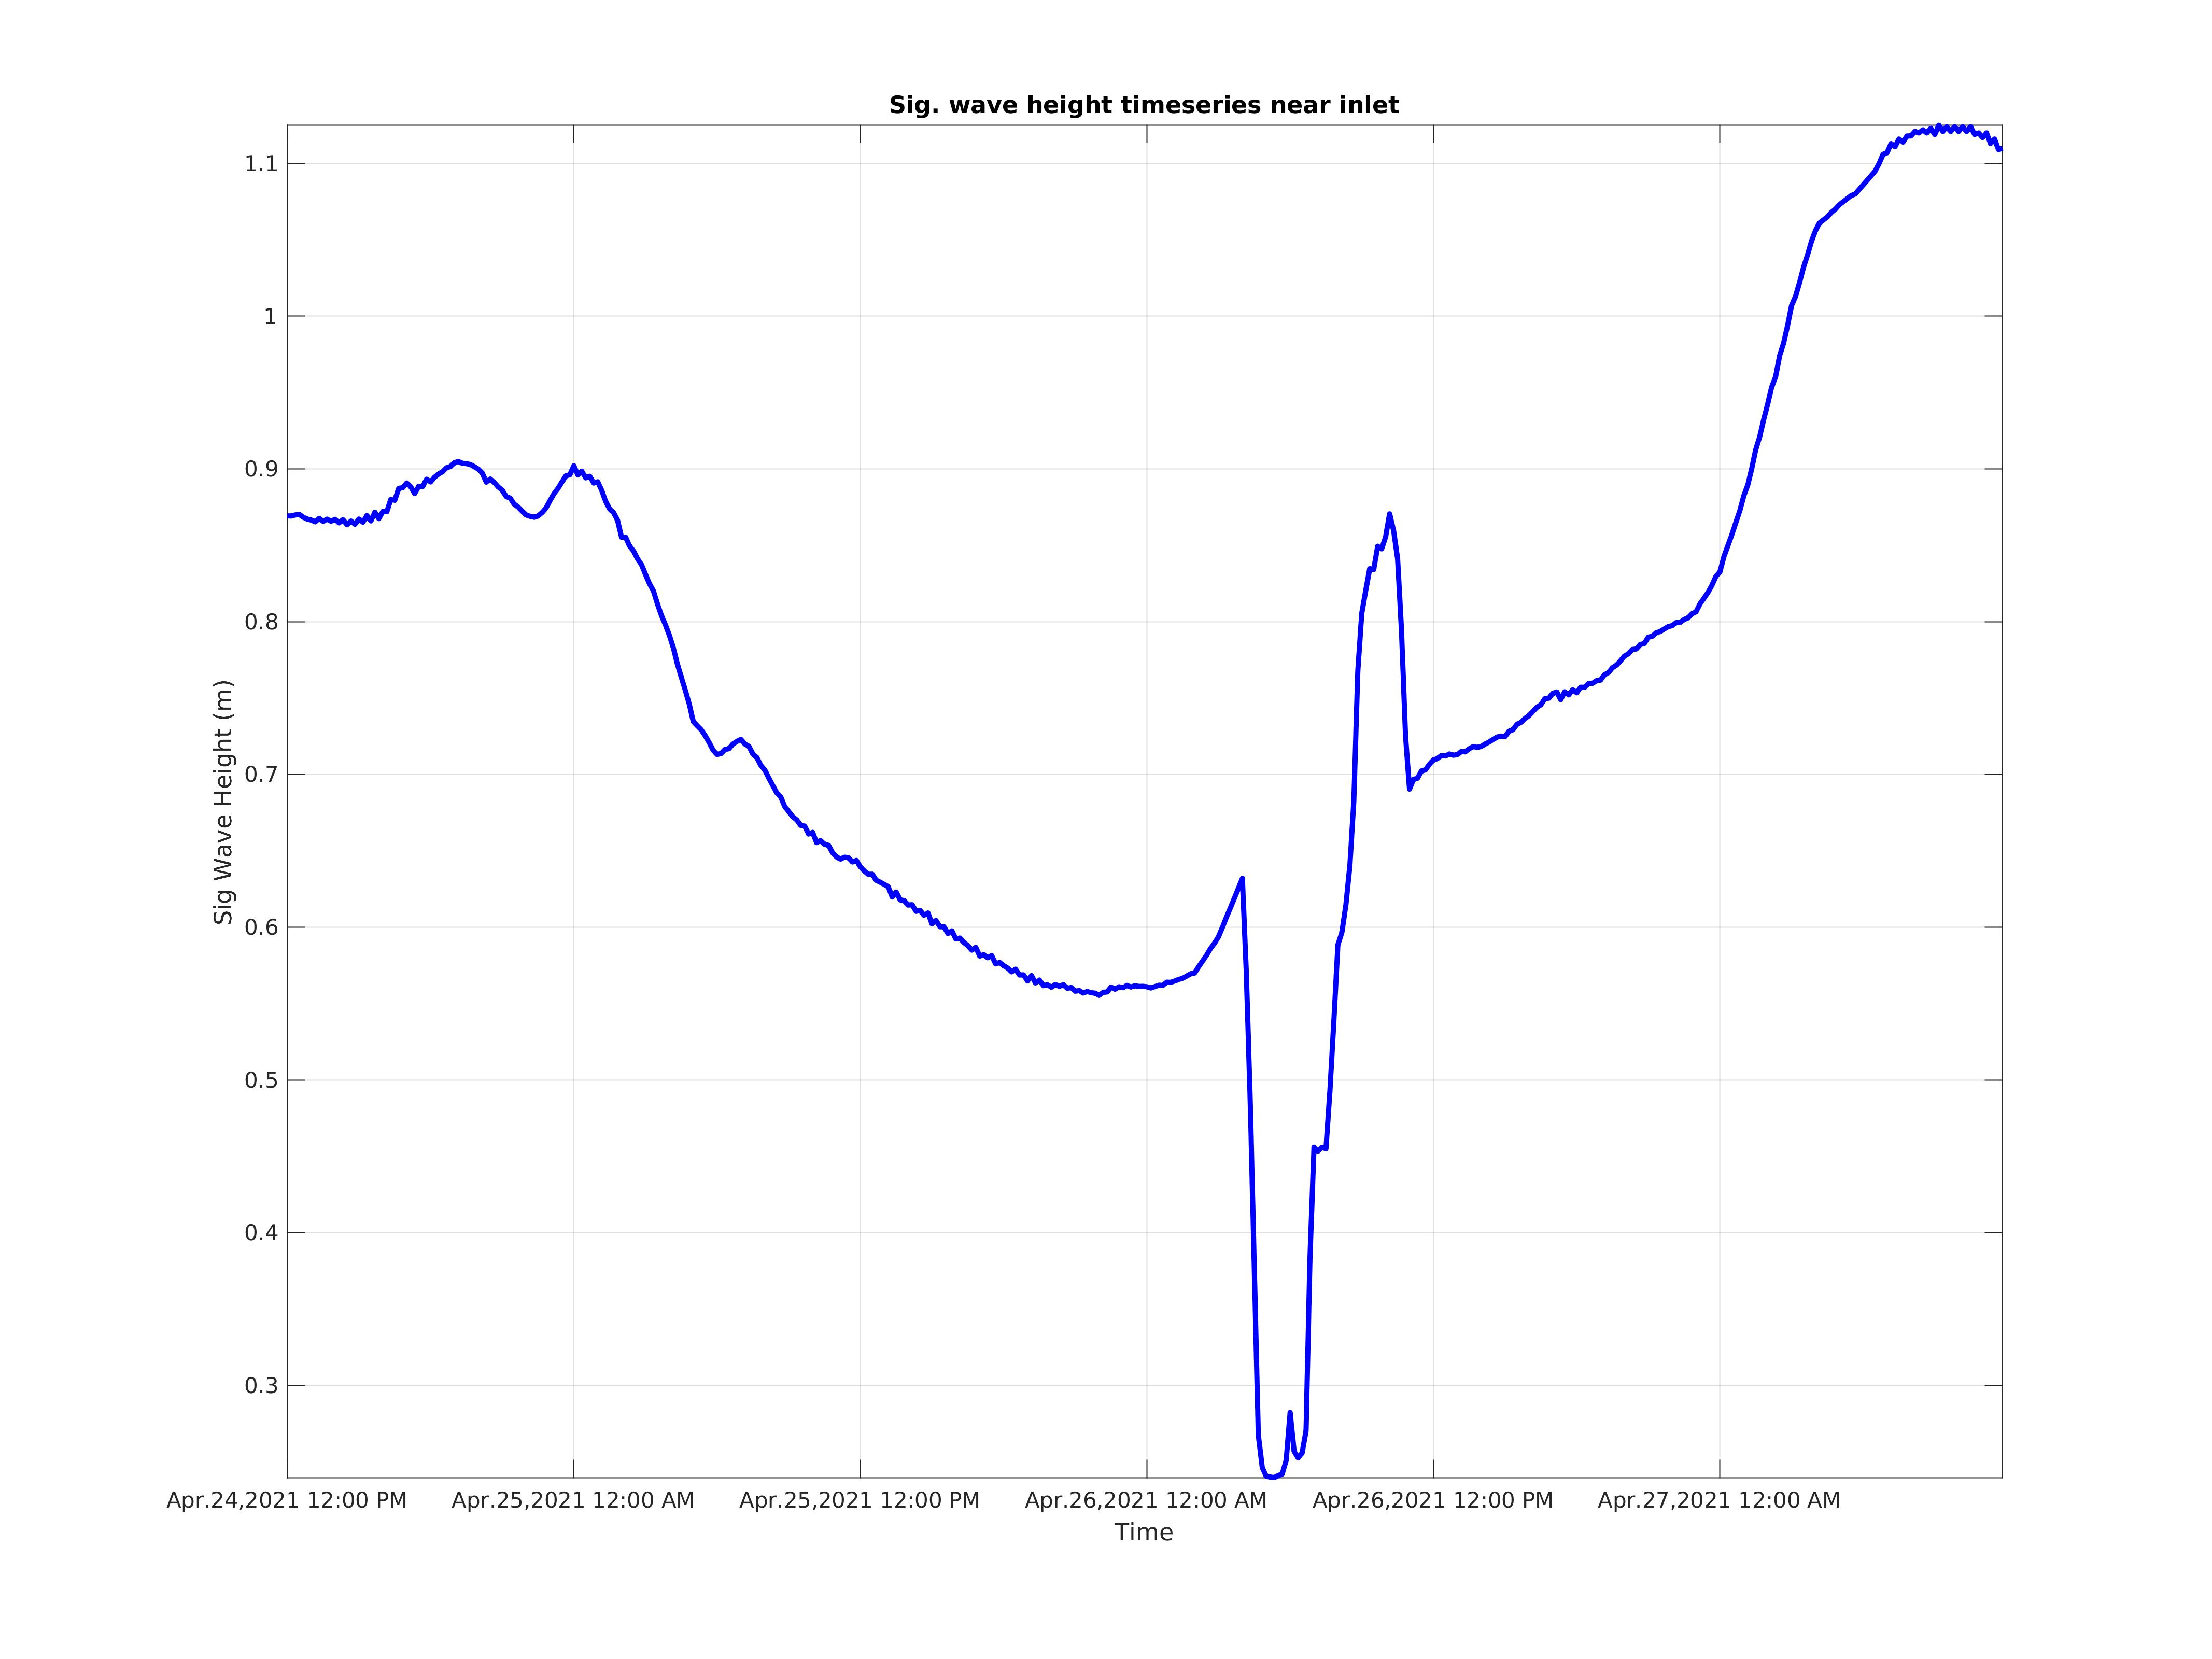 Sig. wave height timeseries near inlet
1.1
1
0.9
0.8
0.7
0.6
0.5
0.4
0.3
Sig Wave Height (m)
Apr.24,2021 12:00 PM Apr.25,2021 12:00 AM Apr.25,2021 12:00 PM Apr.26,2021 12:00 AM Apr.26,2021 12:00 PM Apr.27,2021 12:00 AM
Time